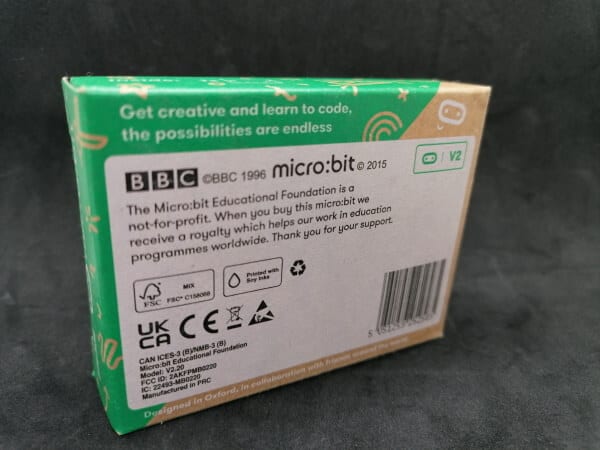 Get creative and learn to code,
the possibilities are endless
BBC ©BBC 1996 micro:bit © 2015
V2
The Micro:bit Educational Foundation is a
not-for-profit. When you buy this micro:bit we
receive a royalty which helps our work in education
programmes worldwide. Thank you for your support.
FSC
MIX
FSC® C158068
Printed with
Soy Inks
UK
CA CE
CAN ICES-3 (B)/NMB-3 (B)
Micro:bit Educational Foundation
Model: V2.20
FCC ID: 2AKFPMB0220
IC: 22493-MB0220
Manufactured in PRC
Designed in Oxford, in collaboration with friends around the world